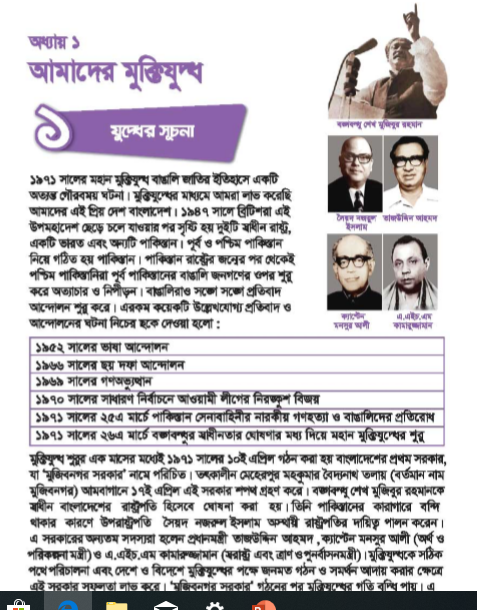 অধ্যায় ১
আমাদের মুক্তিযুদ্ধ
১
যুদ্ধের সূচনা
বঙ্গবন্ধু শেখ মুজিবুর রহমান
১৯৭১ সালের মহান মুক্তিযুদ্ধ বাঙালি জাতির ইতিহাসে একটি
অত্যন্ত গৌরবময় ঘটনা। মুক্তিযুদ্ধের মাধ্যমে আমরা লাভ করেছি
আমাদের এই প্রিয় দেশ বাংলাদেশ। ১৯৪৭ সালে ব্রিটিশরা এই
উপমহাদেশ ছেড়ে চলে যাওয়ার পর সৃষ্টি হয় দুইটি স্বাধীন রাষ্ট্র,
একটি ভারত এবং অন্যটি পাকিস্তান। পূর্ব ও পশ্চিম পাকিস্তান
নিয়ে গঠিত হয় পাকিস্তান। পাকিস্তান রাষ্ট্রের জন্মের পর থেকেই
পশ্চিম পাকিস্তানিরা পূর্ব পাকিস্তানের বাঙালি জনগণের ওপর শুরু
করে অত্যাচার ও নিপীড়ন। বাঙালিরাও সঙ্গে সঙ্গে প্রতিবাদ
আন্দোলন শুরু করে। এরকম কয়েকটি উল্লেখযোগ্য প্রতিবাদ ও
আন্দোলনের ঘটনা নিচের ছকে দেওয়া হলো :
সৈয়দ নজরুল ইসলাম
তাজউদ্দিন আহমদ
ক্যাপ্টেন মনসুর আলী
এ.এইচ.এম কামারুজ্জামান
১৯৫২ সালের ভাষা আন্দোলন
১৯৬৬ সালের ছয় দফা আন্দোলন
১৯৬৯ সালের গণঅভ্যুত্থান
১৯৭০ সালের সাধারণ নির্বাচনে আওয়ামী লীগের নিরঙ্কুশ বিজয়
১৯৭১ সালের ২৫এ মার্চে পাকিস্তান সেনাবাহিনীর নারকীয় গণহত্যা ও বাঙালিদের প্রতিরোধ
১৯৭১ সালের ২৬এ মার্চে বঙ্গবন্ধুর স্বাধীনতার ঘোষণার মধ্য দিয়ে মহান মুক্তিযুদ্ধের শুরু
মুক্তিযুদ্ধ শুরুর এক মাসের মধ্যেই ১৯৭১ সালের ১০ই এপ্রিল গঠন করা হয় বাংলাদেশের প্রথম সরকার,
যা 'মুজিবনগর সরকার' নামে পরিচিত। তৎকালীন মেহেরপুর মহকুমার বৈদ্যনাথ তলায় (বর্তমান নাম
মুজিবনগর) আমবাগানে ১৭ই এপ্রিল এই সরকার শপথ গ্রহণ করে। বঙ্গবন্ধু শেখ মুজিবুর রহমানকে
স্বাধীন বাংলাদেশের রাষ্ট্রপতি হিসেবে ঘোষনা করা হয়। তিনি পাকিস্তানের কারাগারে বন্দি
থাকার কারণে উপরাষ্ট্রপতি সৈয়দ নজরুল ইসলাম অস্থায়ী রাষ্ট্রপতির দায়িত্ব পালন করেন।
এ সরকারের অন্যতম সদস্যরা হলেন প্রধানমন্ত্রী তাজউদ্দিন আহমদ, ক্যাপ্টেন মনসুর আলী (অর্থ ও
পরিকল্পনা মন্ত্রী) ও এ.এইচ.এম কামারুজ্জামান (স্বরাষ্ট্র এবং ত্রাণ ও পুনর্বাসনমন্ত্রী)। মুক্তিযুদ্ধকে সঠিক
পথে পরিচালনা এবং দেশে ও বিদেশে মুক্তিযুদ্ধের পক্ষে জনমত গঠন ও সমর্থন আদায় করার ক্ষেত্রে
এই সরকার সফলতা লাভ করে। 'মুজিবনগর সরকার' গঠনের পর মুক্তিযুদ্ধের গতি বৃদ্ধি পায়। এ